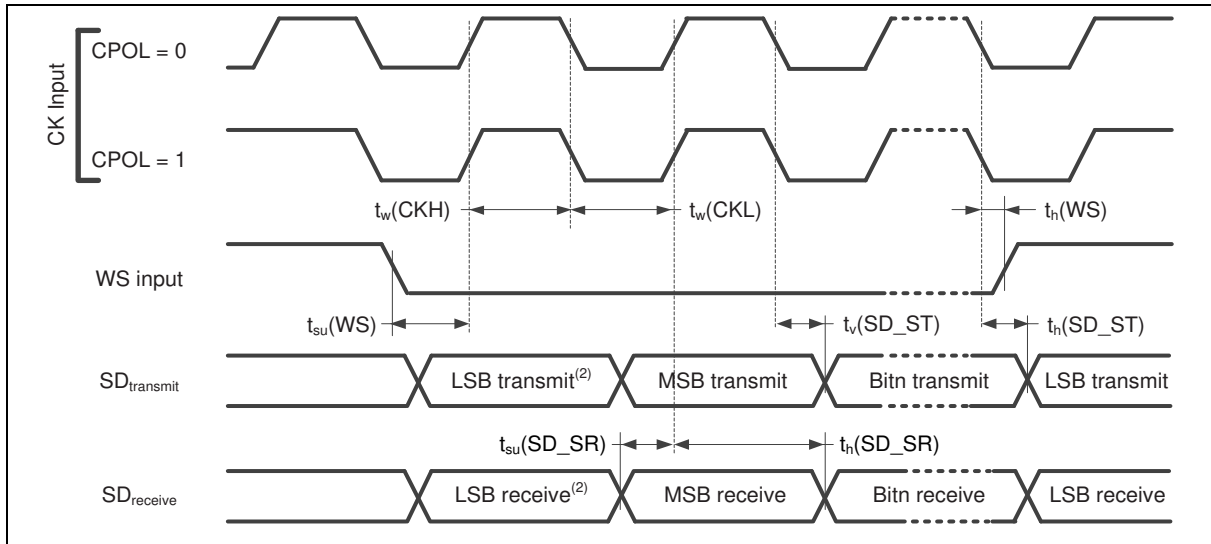 CK Input
CPOL = 0
CPOL = 1
tw(CKH)
tw(CKL)
th(WS)
WS input
tsu(WS)
tv(SD_ST)
th(SD_ST)
SDtransmit
LSB transmit(2)
MSB transmit
Bitn transmit
LSB transmit
tsu(SD_SR)
th(SD_SR)
SDreceive
LSB receive(2)
MSB receive
Bitn receive
LSB receive